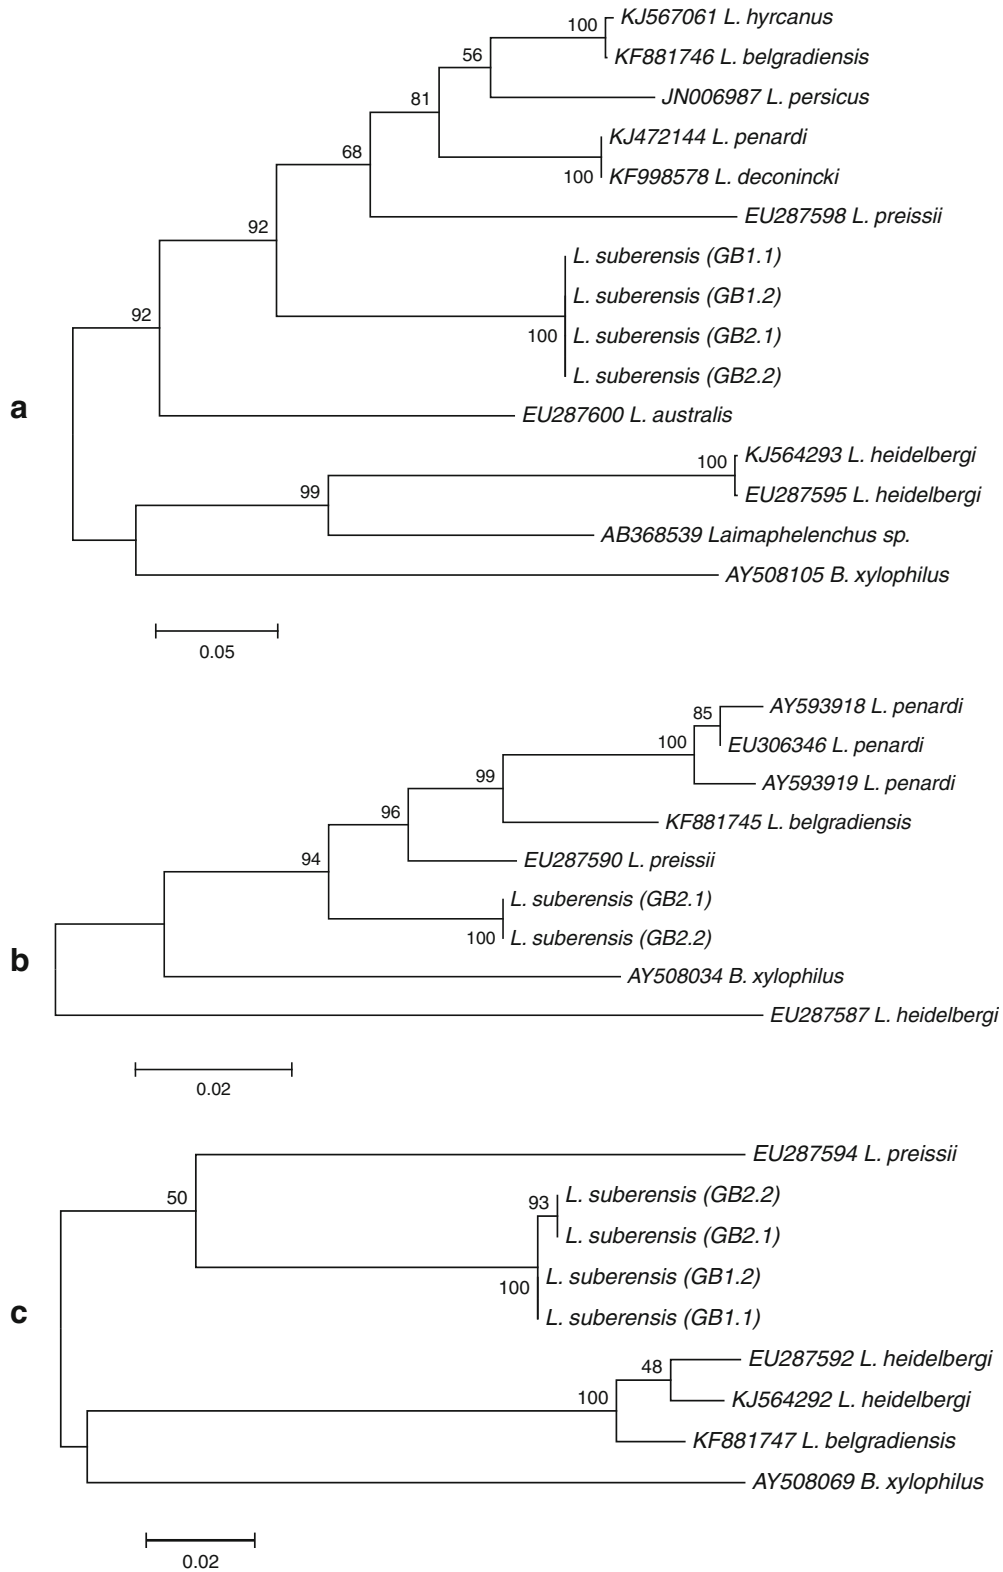 100 KJ567061 L. hyrcanus
KF881746 L. belgradiensis
56
JN006987 L. persicus
81
KJ472144 L. penardi
100 KF998578 L. deconincki
68
EU287598 L. preissii
92
L. suberensis (GB1.1)
L. suberensis (GB1.2)
100 L. suberensis (GB2.1)
L. suberensis (GB2.2)
92
a
EU287600 L. australis
100 KJ564293 L. heidelbergi
EU287595 L. heidelbergi
99
AB368539 Laimaphelenchus sp.
AY508105 B. xylophilus
0.05
85 AY593918 L. penardi
EU306346 L. penardi
100
AY593919 L. penardi
99
KF881745 L. belgradiensis
96
EU287590 L. preissii
94
L. suberensis (GB2.1)
100 L. suberensis (GB2.2)
b
AY508034 B. xylophilus
EU287587 L. heidelbergi
0.02
EU287594 L. preissii
50
93 L. suberensis (GB2.2)
L. suberensis (GB2.1)
100 L. suberensis (GB1.2)
L. suberensis (GB1.1)
c
48 EU287592 L. heidelbergi
KJ564292 L. heidelbergi
100
KF881747 L. belgradiensis
AY508069 B. xylophilus
0.02